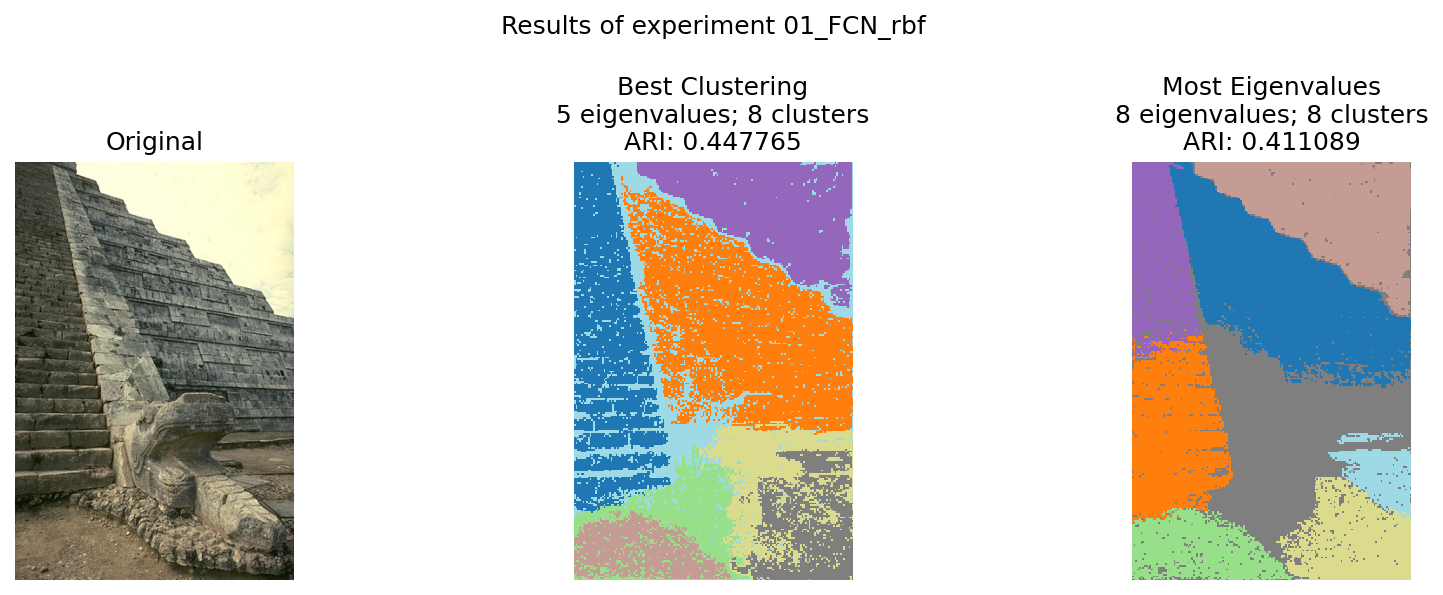 Results of experiment 01_FCN_rbf
Original
Best Clustering
5 eigenvalues; 8 clusters
ARI: 0.447765
Most Eigenvalues
8 eigenvalues; 8 clusters
ARI: 0.411089